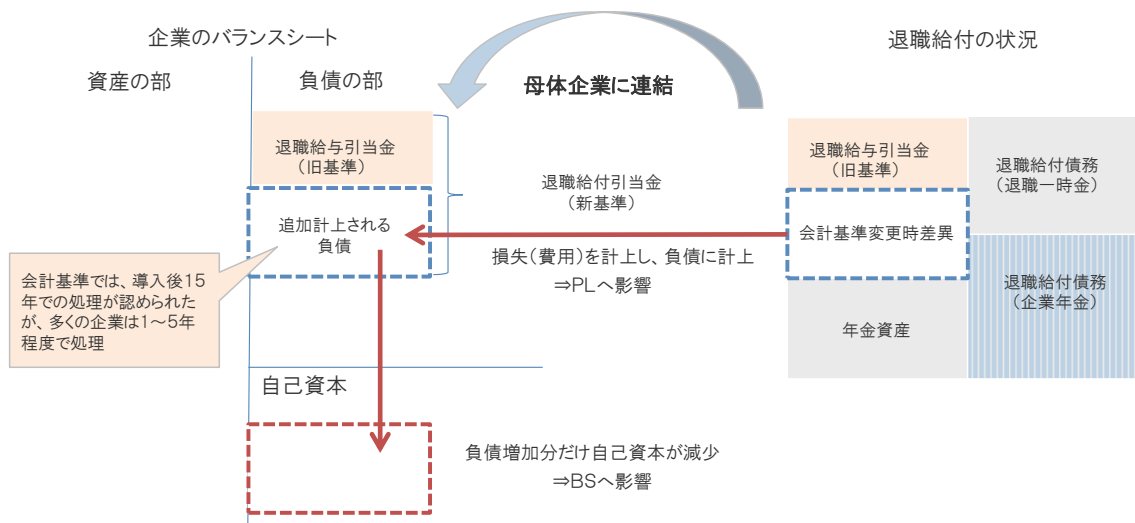 企業のバランスシート
資産の部
負債の部
母体企業に連結
退職給付の状況
退職給与引当金
(旧基準)
追加計上される
負債
退職給付引当金
(新基準)
損失(費用)を計上し、負債に計上
⇒PLへ影響
会計基準では、導入後15
年での処理が認められた
が、多くの企業は1~5年
程度で処理
退職給与引当金
(旧基準)
会計基準変更時差異
年金資産
退職給付債務
(退職一時金)
退職給付債務
(企業年金)
自己資本
負債増加分だけ自己資本が減少
⇒BSへ影響